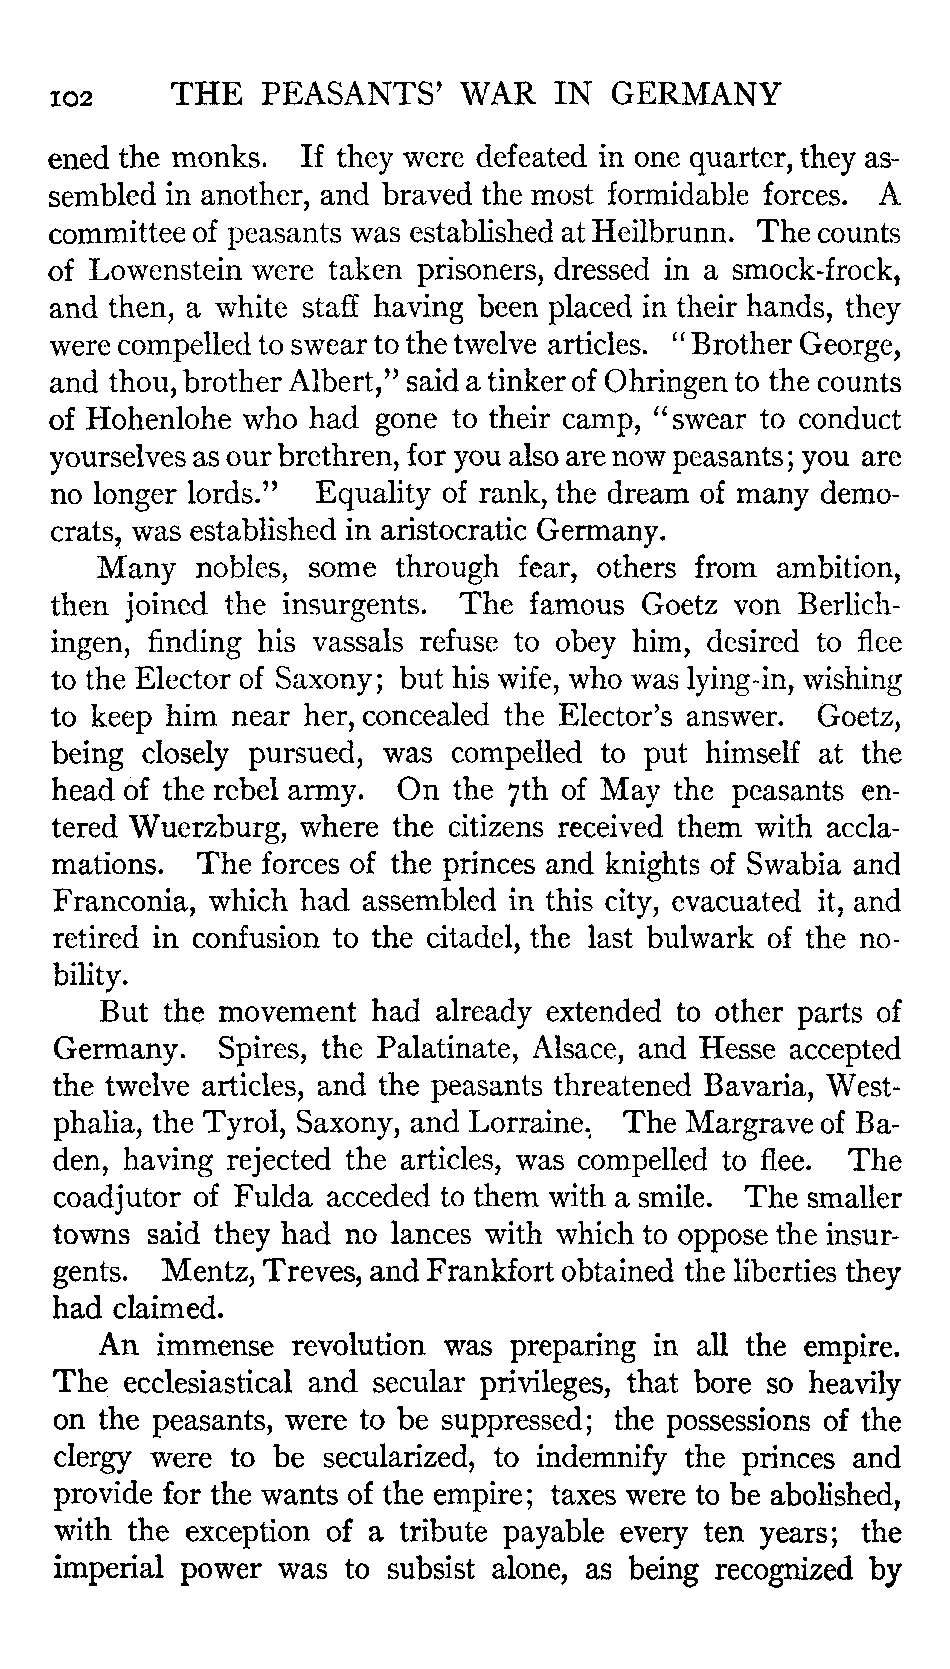 102 THE PEASANTS' WAR IN GERMANY
ened the monks. If they were defeated in one quarter, they as-
sembled in another, and braved the most formidable forces. A
committee of peasants was established at Heilbrunn. The counts
of Lowenstein were taken prisoners, dressed in a smock-frock,
and then, a white staff having been placed in their hands, they
were compelled to swear to the twelve articles. "Brother George,
and thou, brother Albert," said a tinker of Ohringen to the counts
of Hohenlohe who had gone to their camp, "swear to conduct
yourselves as our brethren, for you also are now peasants; you are
no longer lords." Equality of rank, the dream of many demo-
crats, was established in aristocratic Germany.
Many nobles, some through fear, others from ambition,
then joined the insurgents. The famous Goetz von Berlich-
ingen, finding his vassals refuse to obey him, desired to flee
to the Elector of Saxony; but his wife, who was lying-in, wishing
to keep him near her, concealed the Elector's answer. Goetz,
being closely pursued, was compelled to put himself at the
head of the rebel army. On the 7th of May the peasants en-
tered Wuerzburg, where the citizens received them with accla-
mations. The forces of the princes and knights of Swabia and
Franconia, which had assembled in this city, evacuated it, and
retired in confusion to the citadel, the last bulwark of the no-
bility.
But the movement had already extended to other parts of
Germany. Spires, the Palatinate, Alsace, and Hesse accepted
the twelve articles, and the peasants threatened Bavaria, West-
phalia, the Tyrol, Saxony, and Lorraine. The Margrave of Ba-
den, having rejected the articles, was compelled to flee. The
coadjutor of Fulda acceded to them with a smile. The smaller
towns said they had no lances with which to oppose the insur-
gents. Mentz, Treves, and Frankfort obtained the liberties they
had claimed.
An immense revolution was preparing in all the empire.
The ecclesiastical and secular privileges, that bore so heavily
on the peasants, were to be suppressed; the possessions of the
clergy were to be secularized, to indemnify the princes and
provide for the wants of the empire; taxes were to be abolished,
with the exception of a tribute payable every ten years; the
imperial power was to subsist alone, as being recognized by